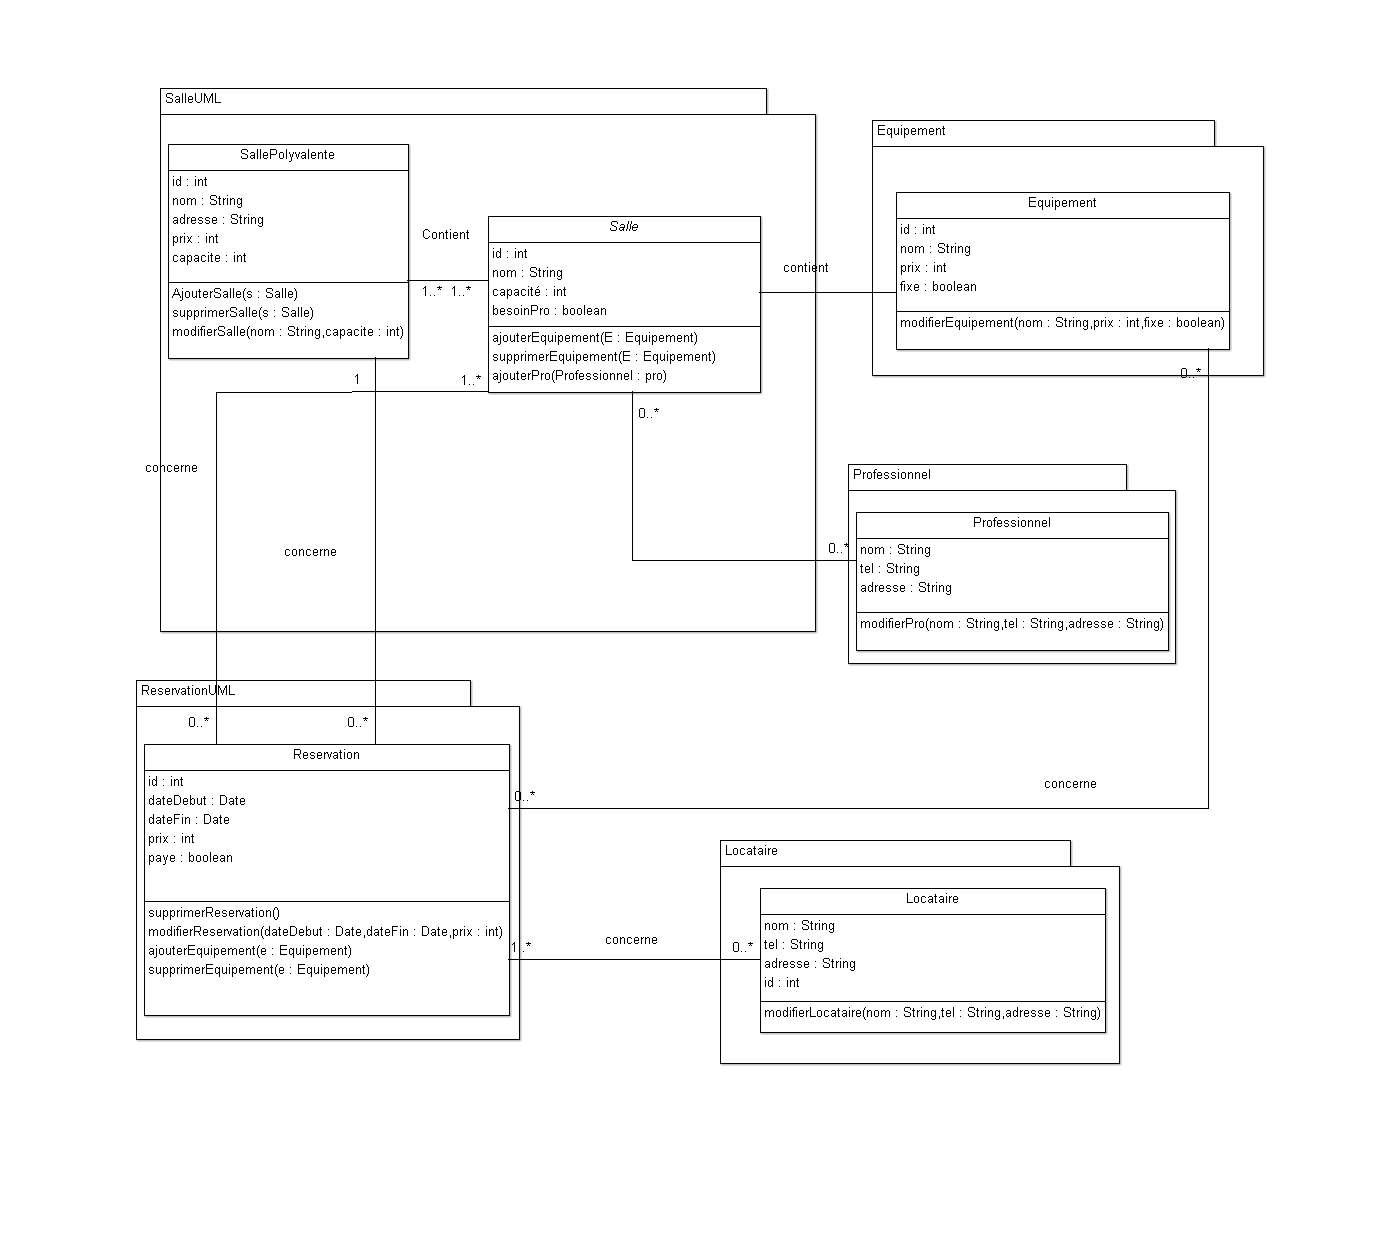 SalleUML
SallePolyvalente
id : int
nom : String
adresse : String
prix : int
capacite : int
AjouterSalle(s : Salle)
supprimerSalle(s : Salle)
modifierSalle(nom : String,capacite : int)
Contient
1..* 1..*
Salle
id : int
nom : String
capacité : int
besoinPro : boolean
ajouterEquipement(E : Equipement)
supprimerEquipement(E : Equipement)
ajouterPro(Professionnel : pro)
contient
Equipement
Equipement
id : int
nom : String
prix : int
fixe : boolean
modifierEquipement(nom : String,prix : int,fixe : boolean)
0..*
1
1..*
0..*
concerne
concerne
Professionnel
Professionnel
0..*
nom : String
tel : String
adresse : String
modifierPro(nom : String,tel : String,adresse : String)
ReservationUML
0..*
0..*
Reservation
id : int
dateDebut : Date
dateFin : Date
prix : int
paye : boolean
supprimerReservation()
modifierReservation(dateDebut : Date,dateFin : Date,prix : int)
ajouterEquipement(e : Equipement)
supprimerEquipement(e : Equipement)
0..*
concerne
1..*
concerne
0..*
Locataire
Locataire
nom : String
tel : String
adresse : String
id : int
modifierLocataire(nom : String,tel : String,adresse : String)